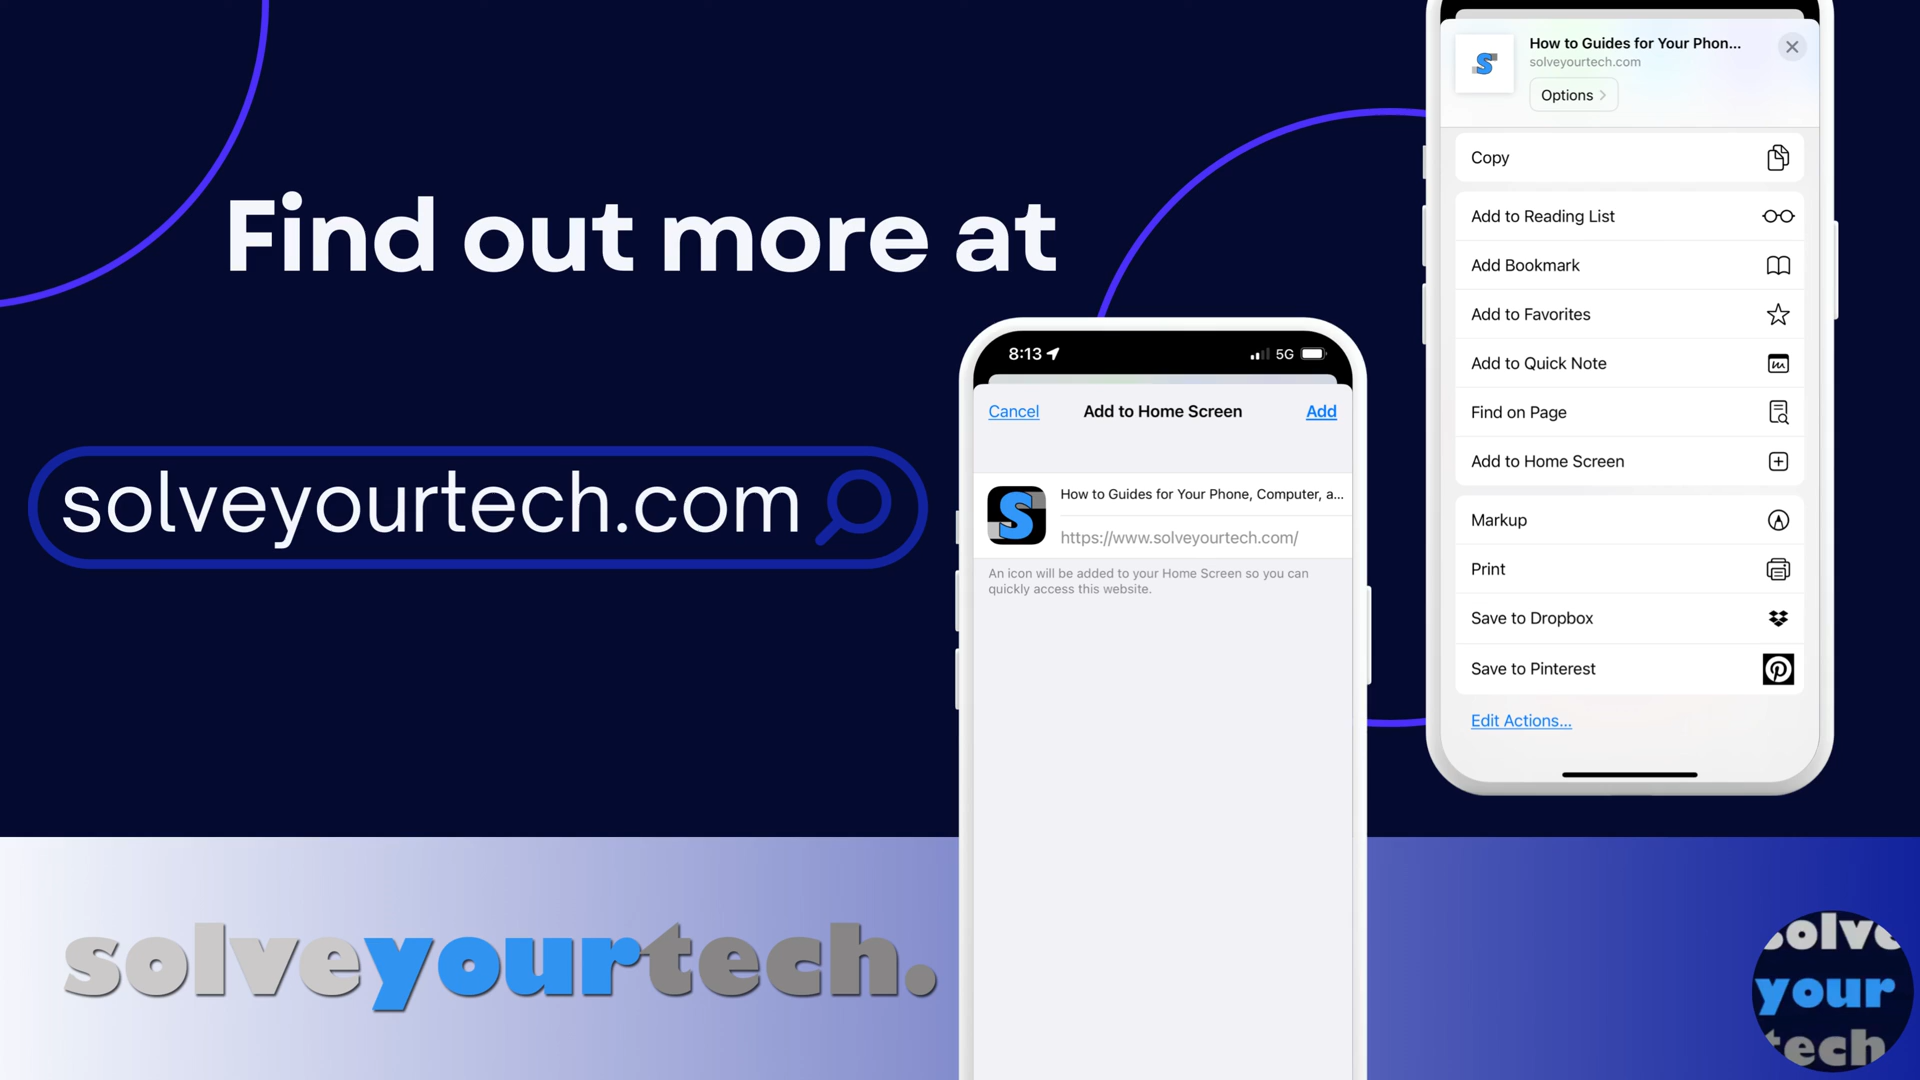 Find out more at
solveyourtech.com
8:13
5G
Cancel
Add to Home Screen
Add
How to Guides for Your Phone, Computer, a...
https://www.solveyourtech.com/
An icon will be added to your Home Screen so you can
quickly access this website.
How to Guides for Your Phon...
solveyourtech.com
Options
Copy
Add to Reading List
Add Bookmark
Add to Favorites
Add to Quick Note
Find on Page
Add to Home Screen
Markup
Print
Save to Dropbox
Save to Pinterest
Edit Actions...
solveyourtech.
solve
your
tech